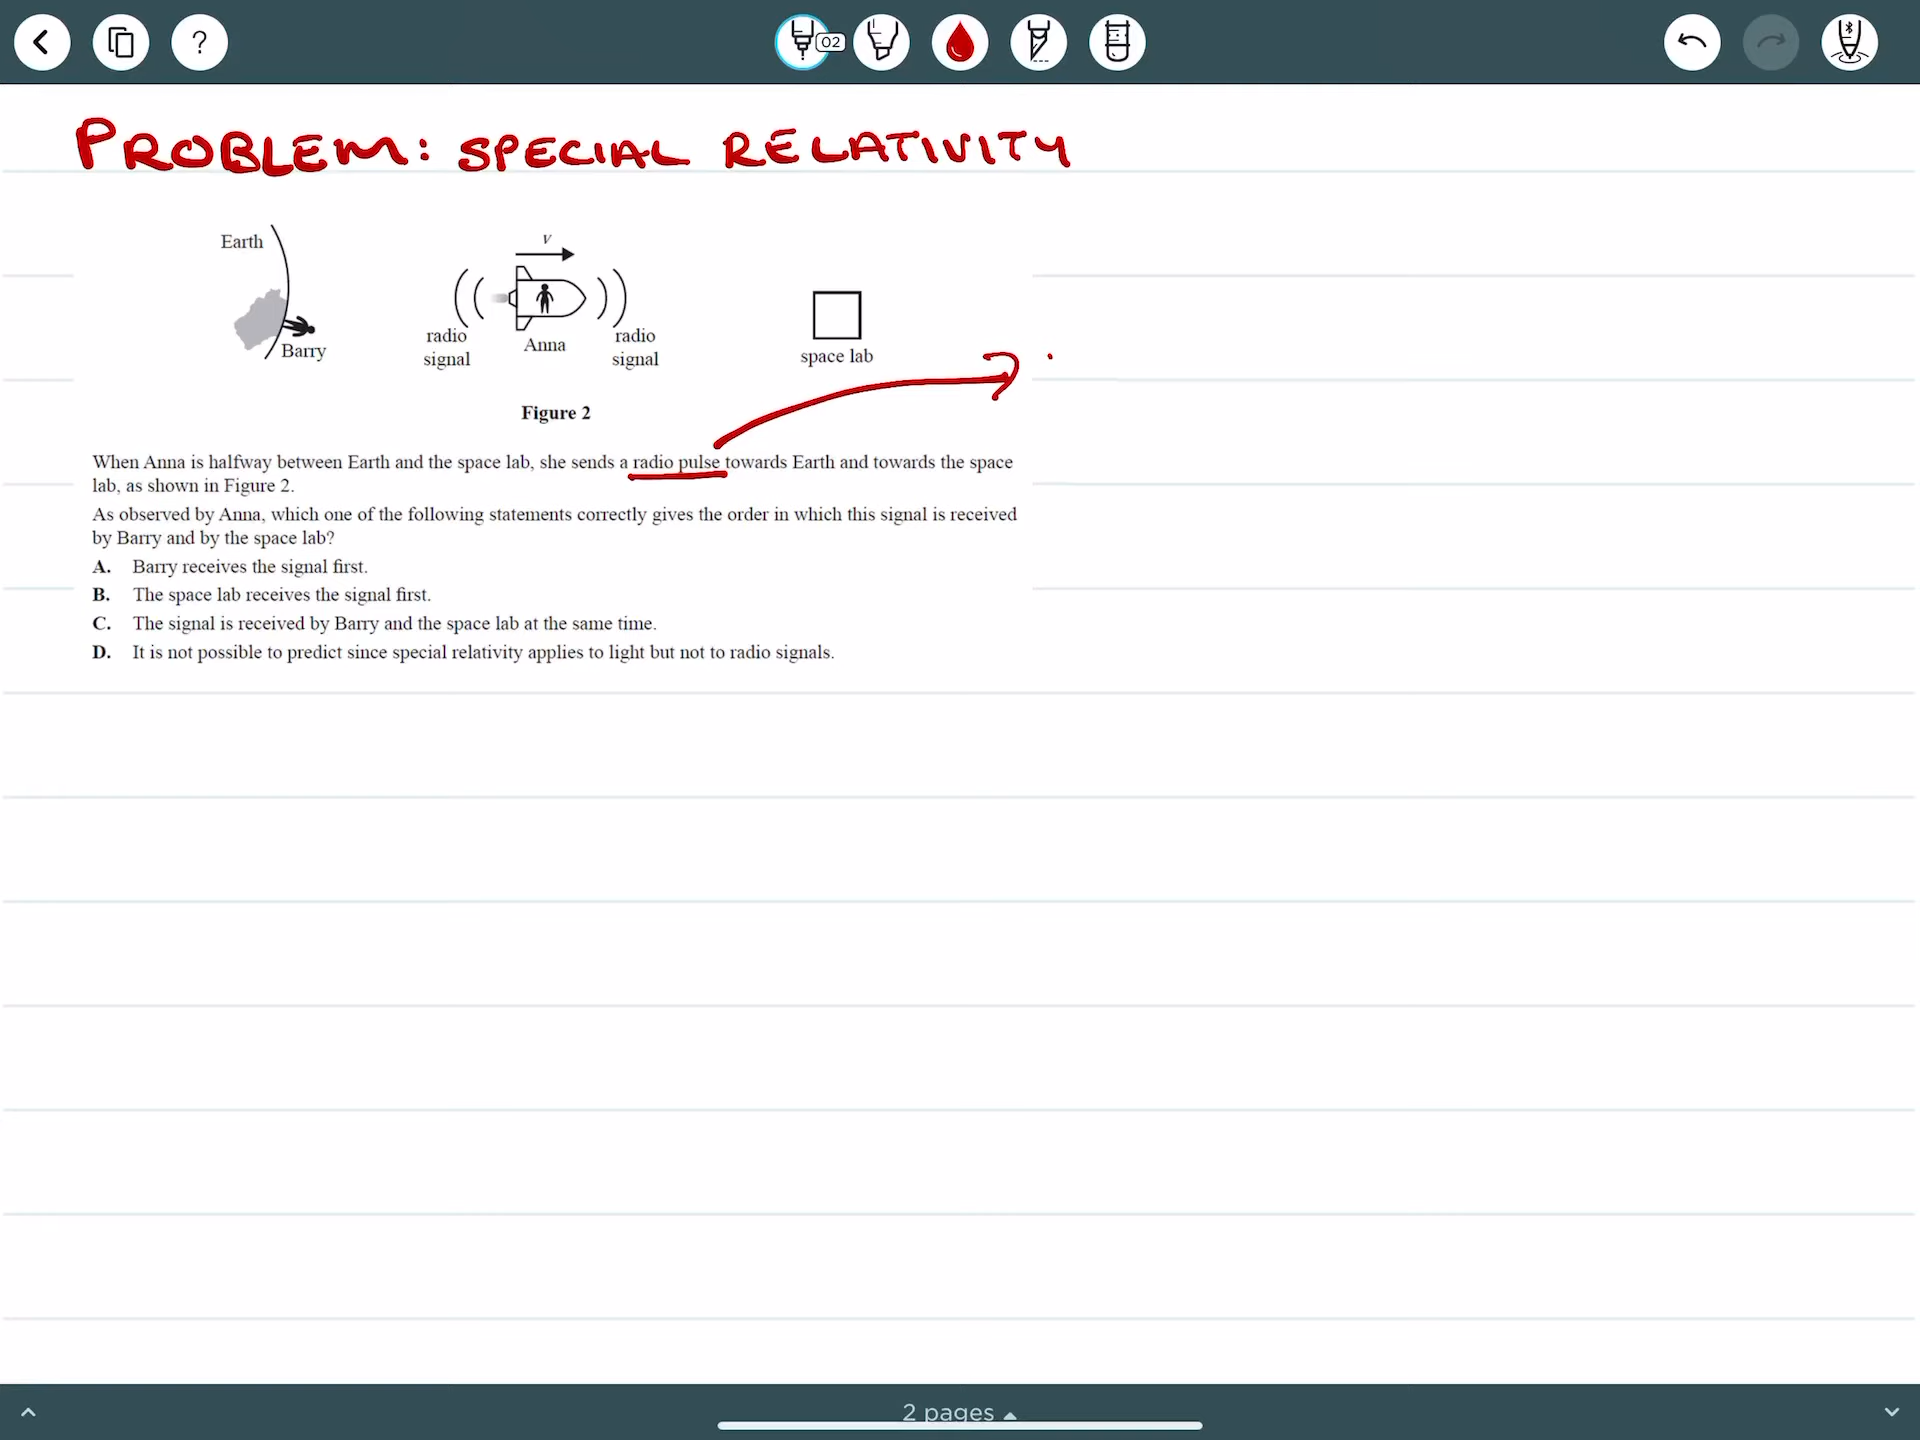 ?
02
PROBLEM: SPECIAL RELATIVITY
Earth
v
Barry
radio
signal
Anna
radio
signal
space lab
Figure 2
When Anna is halfway between Earth and the space lab, she sends a radio pulse towards Earth and towards the space
lab, as shown in Figure 2.
As observed by Anna, which one of the following statements correctly gives the order in which this signal is received
by Barry and by the space lab?
A. Barry receives the signal first.
B. The space lab receives the signal first.
C. The signal is received by Barry and the space lab at the same time.
D. It is not possible to predict since special relativity applies to light but not to radio signals.
2 pages